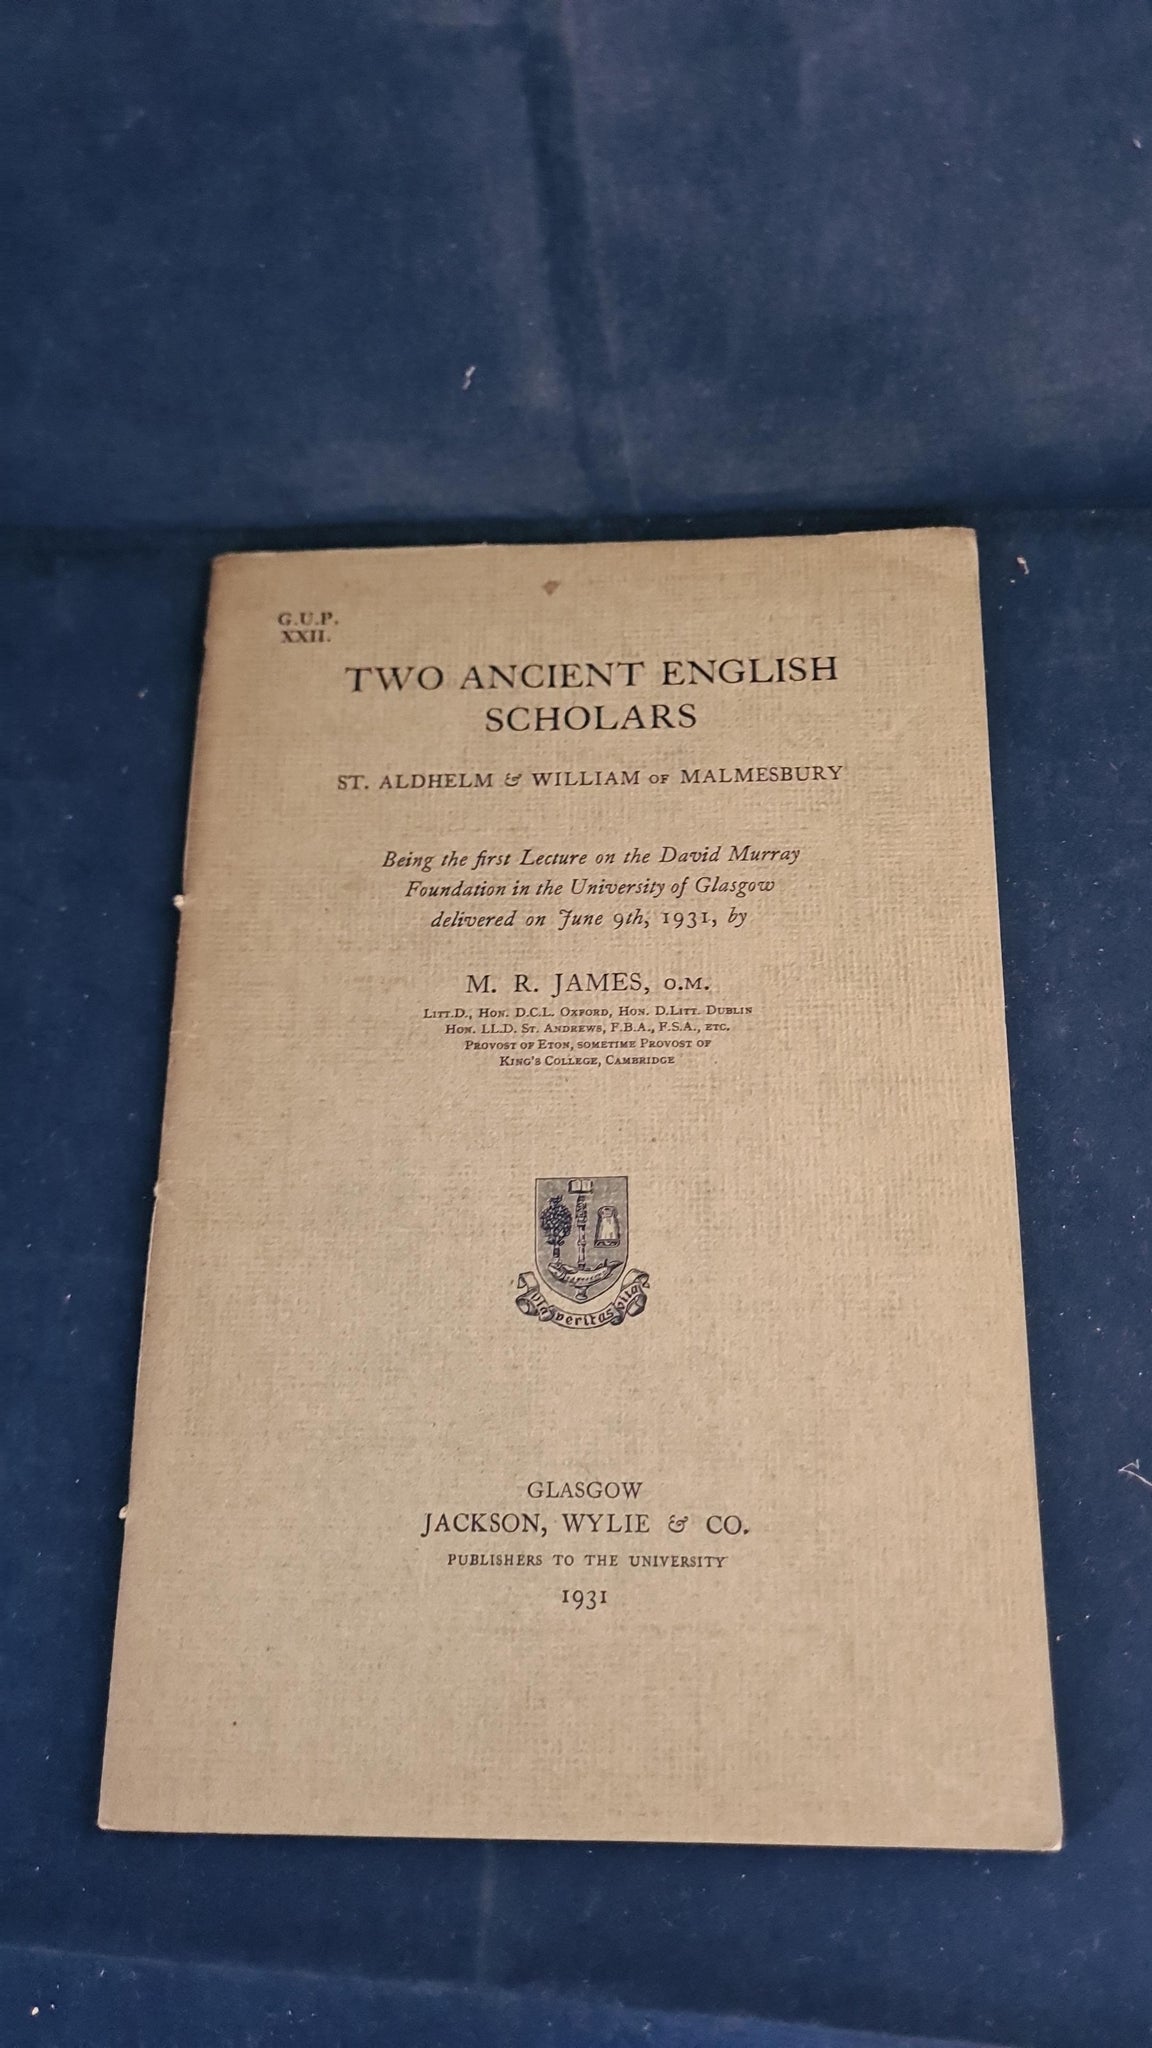 G.U.P.
XXII.
TWO ANCIENT ENGLISH
SCHOLARS
ST. ALDHELM & WILLIAM OF MALMESBURY
Being the first Lecture on the David Murray
Foundation in the University of Glasgow
delivered on June 9th, 1931, by
M. R. JAMES, O.M.
LITT.D., HON. D.C.L. OXFORD, HON. D.LITT. DUBLIN
HON. LL.D. ST. ANDREWS, F.B.A., F.S.A., ETC.
PROVOST OF ETON, SOMETIME PROVOST OF
KING'S COLLEGE, CAMBRIDGE
via veritas vita
GLASGOW
JACKSON, WYLIE & CO.
PUBLISHERS TO THE UNIVERSITY
1931